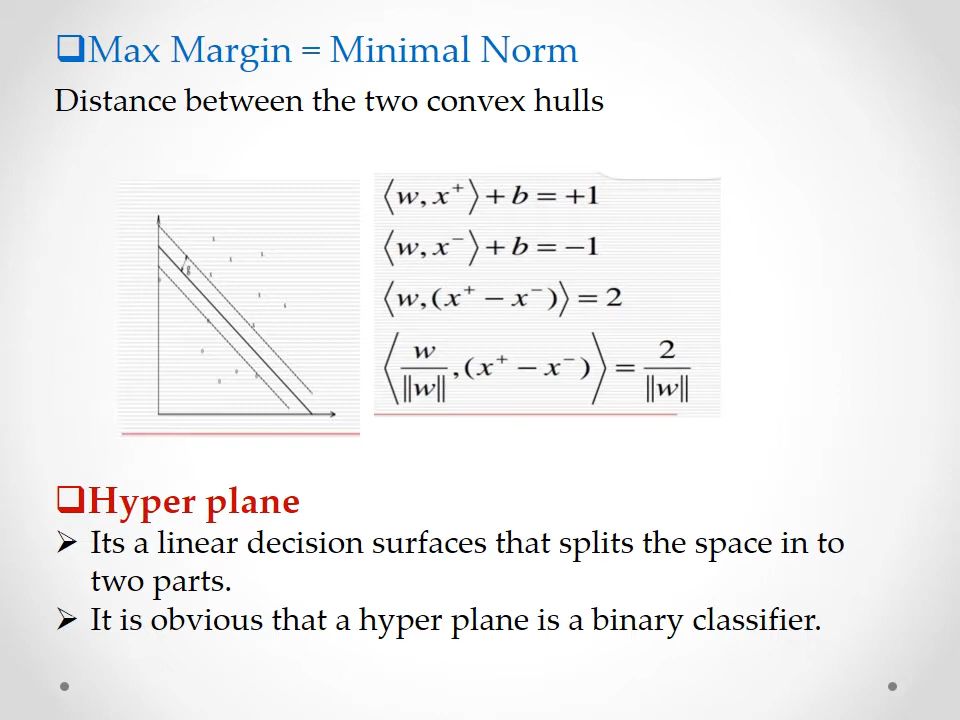 ❑Max Margin = Minimal Norm
Distance between the two convex hulls
⟨w, x⁺⟩ + b = +1
⟨w, x⁻⟩ + b = −1
⟨w, (x⁺ − x⁻)⟩ = 2
⟨w/‖w‖, (x⁺ − x⁻)⟩ = 2/‖w‖
❑Hyper plane
➢ Its a linear decision surfaces that splits the space in to
two parts.
➢ It is obvious that a hyper plane is a binary classifier.